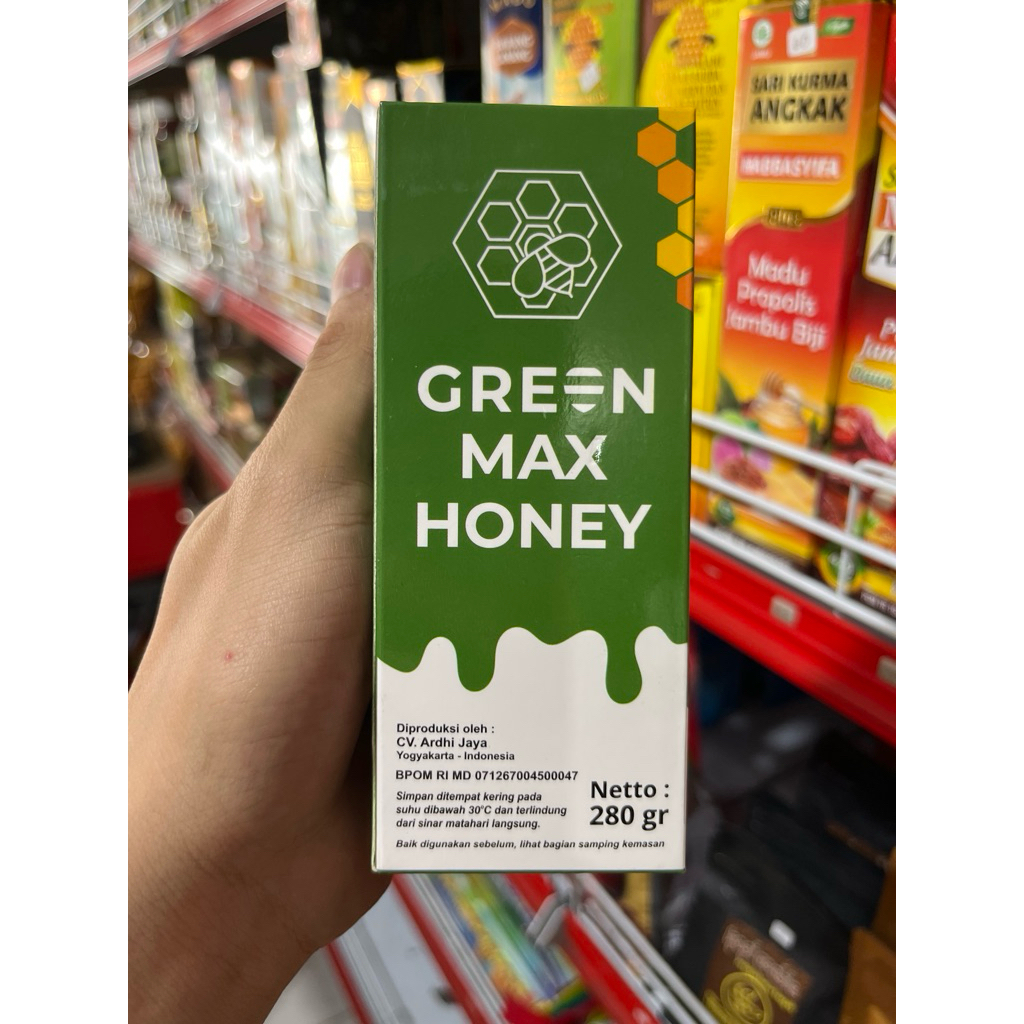 GREEN
MAX
HONEY
Diproduksi oleh :
CV. Ardhi Jaya
Yogyakarta - Indonesia
BPOM RI MD 071267004500047
Simpan ditempat kering pada
suhu dibawah 30°C dan terlindung
dari sinar matahari langsung.
Netto :
280 gr
Baik digunakan sebelum, lihat bagian samping kemasan
SARI KURMA
ANGKAK
HABBASYIFA
Madu
Propolis
Jambu Biji